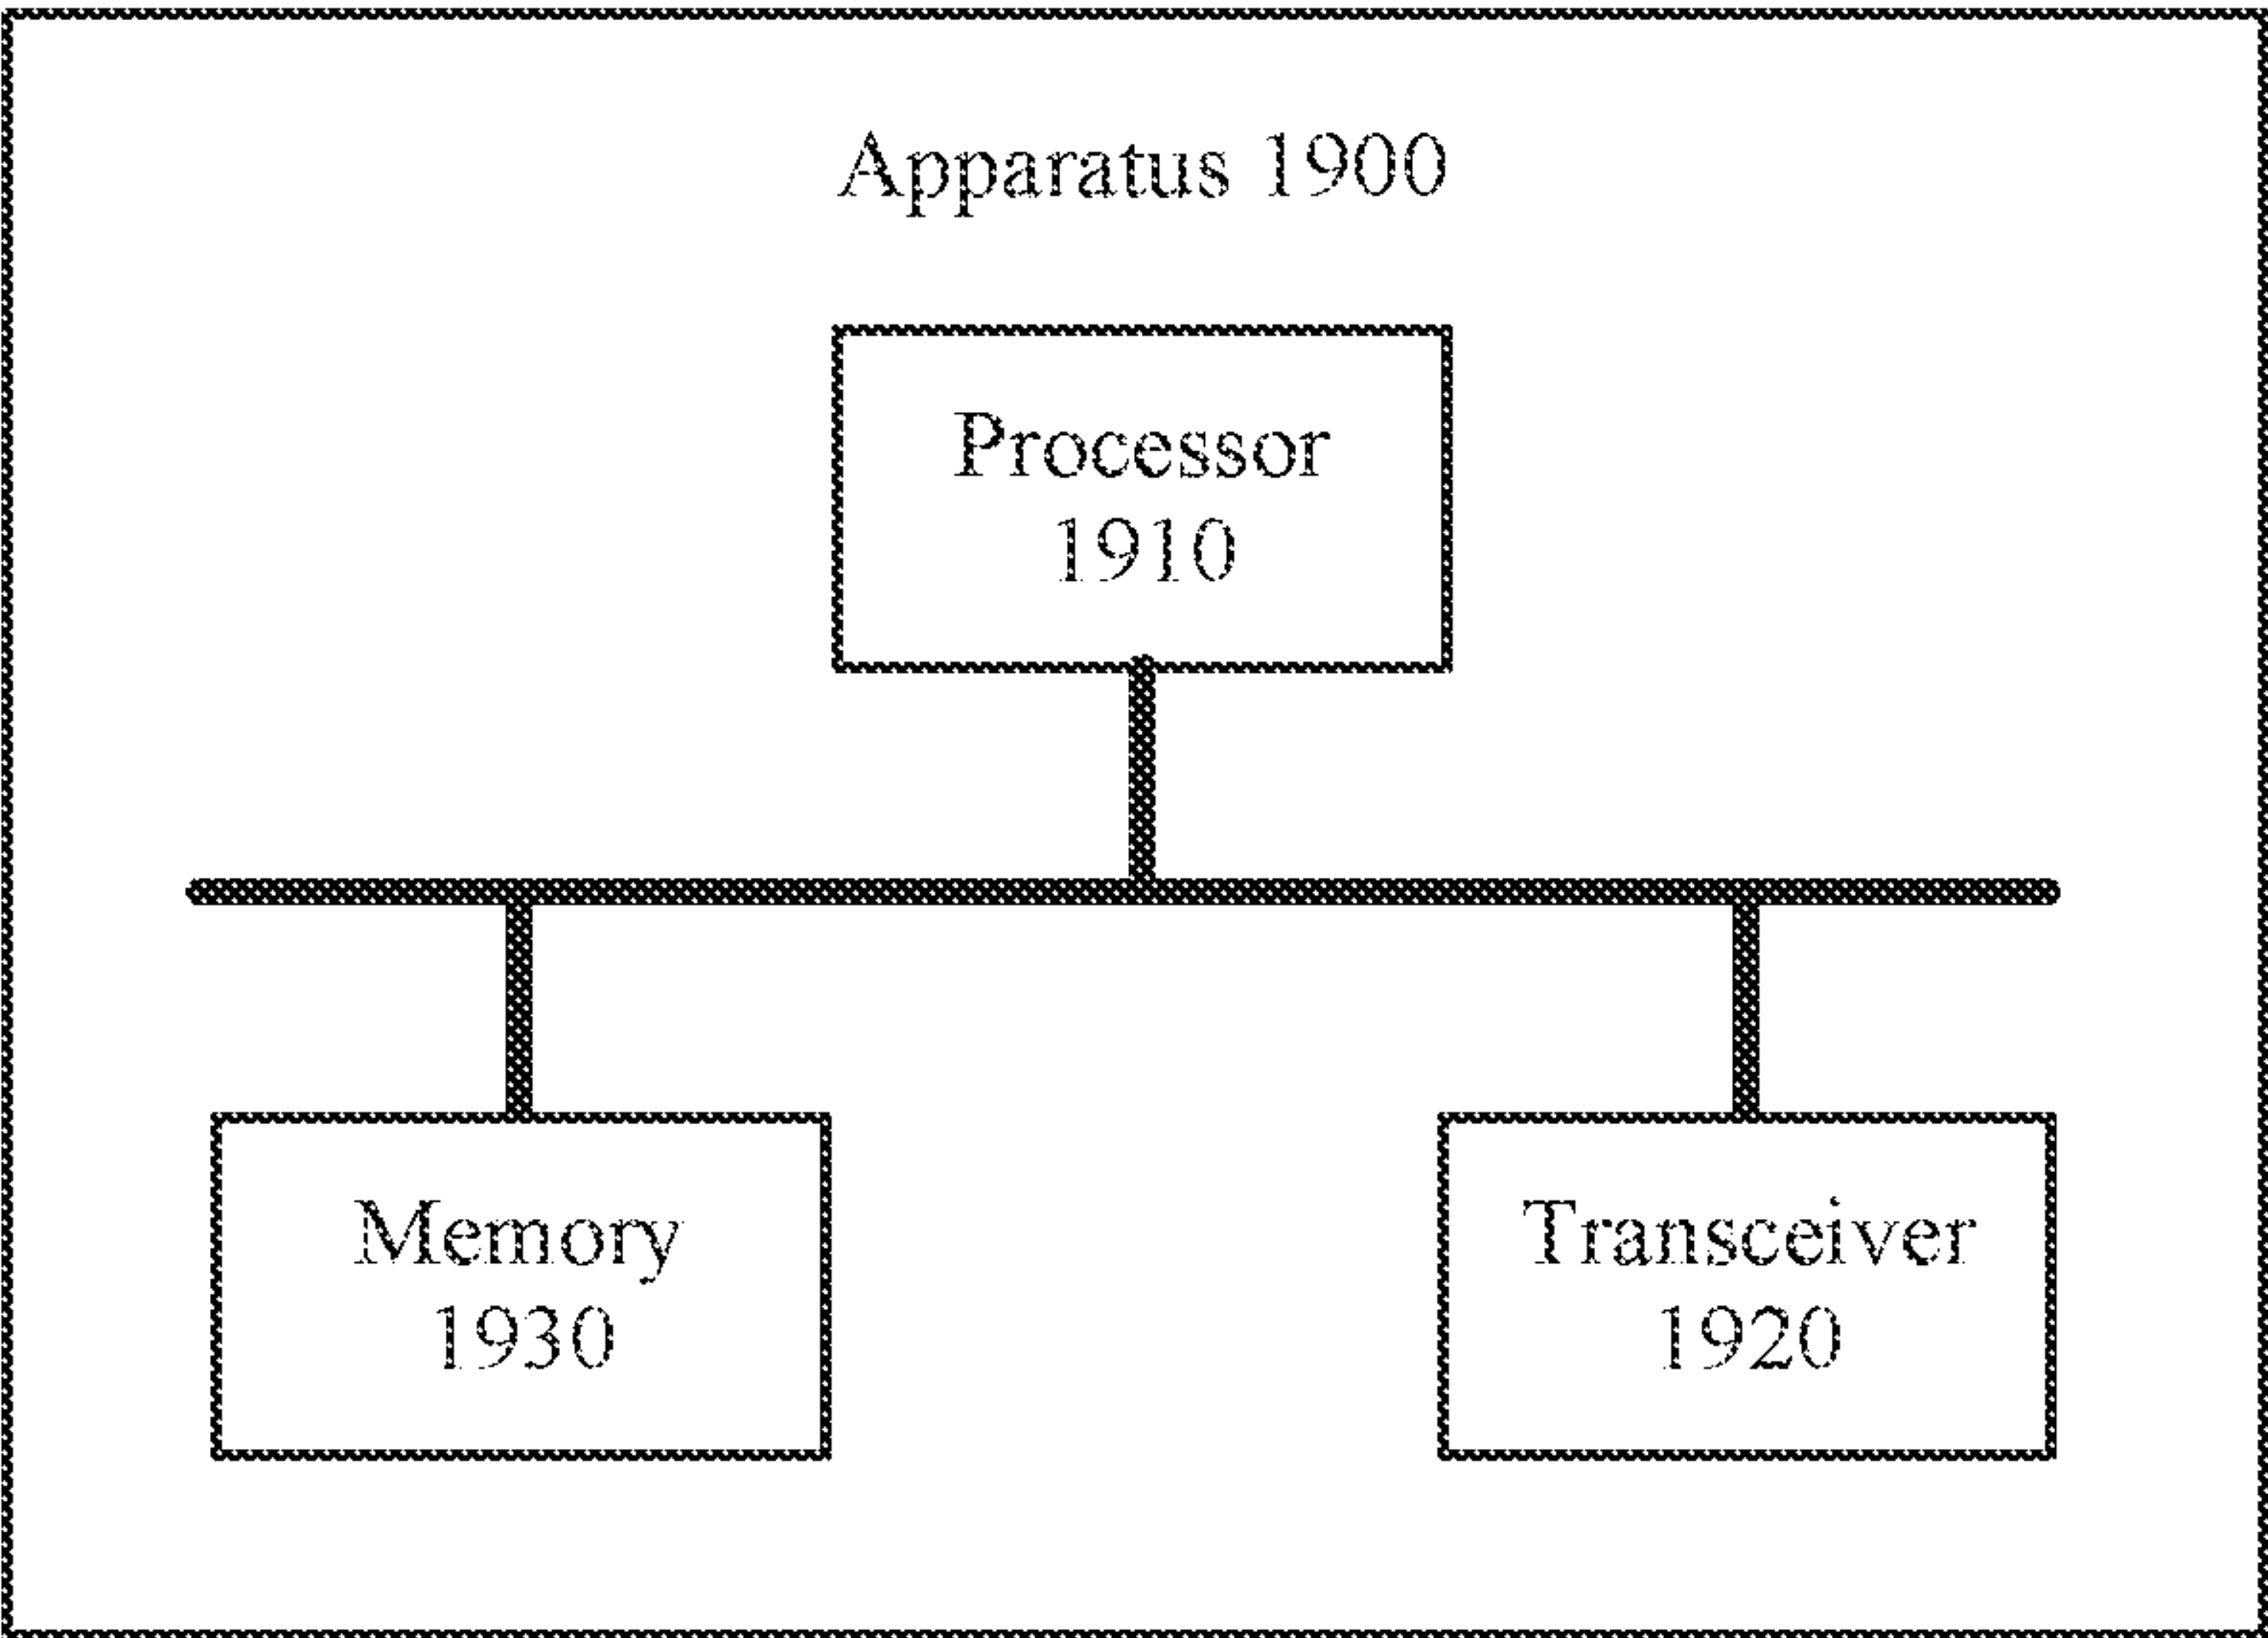 Apparatus 1900
Processor
1910
Memory
1930
Transceiver
1920